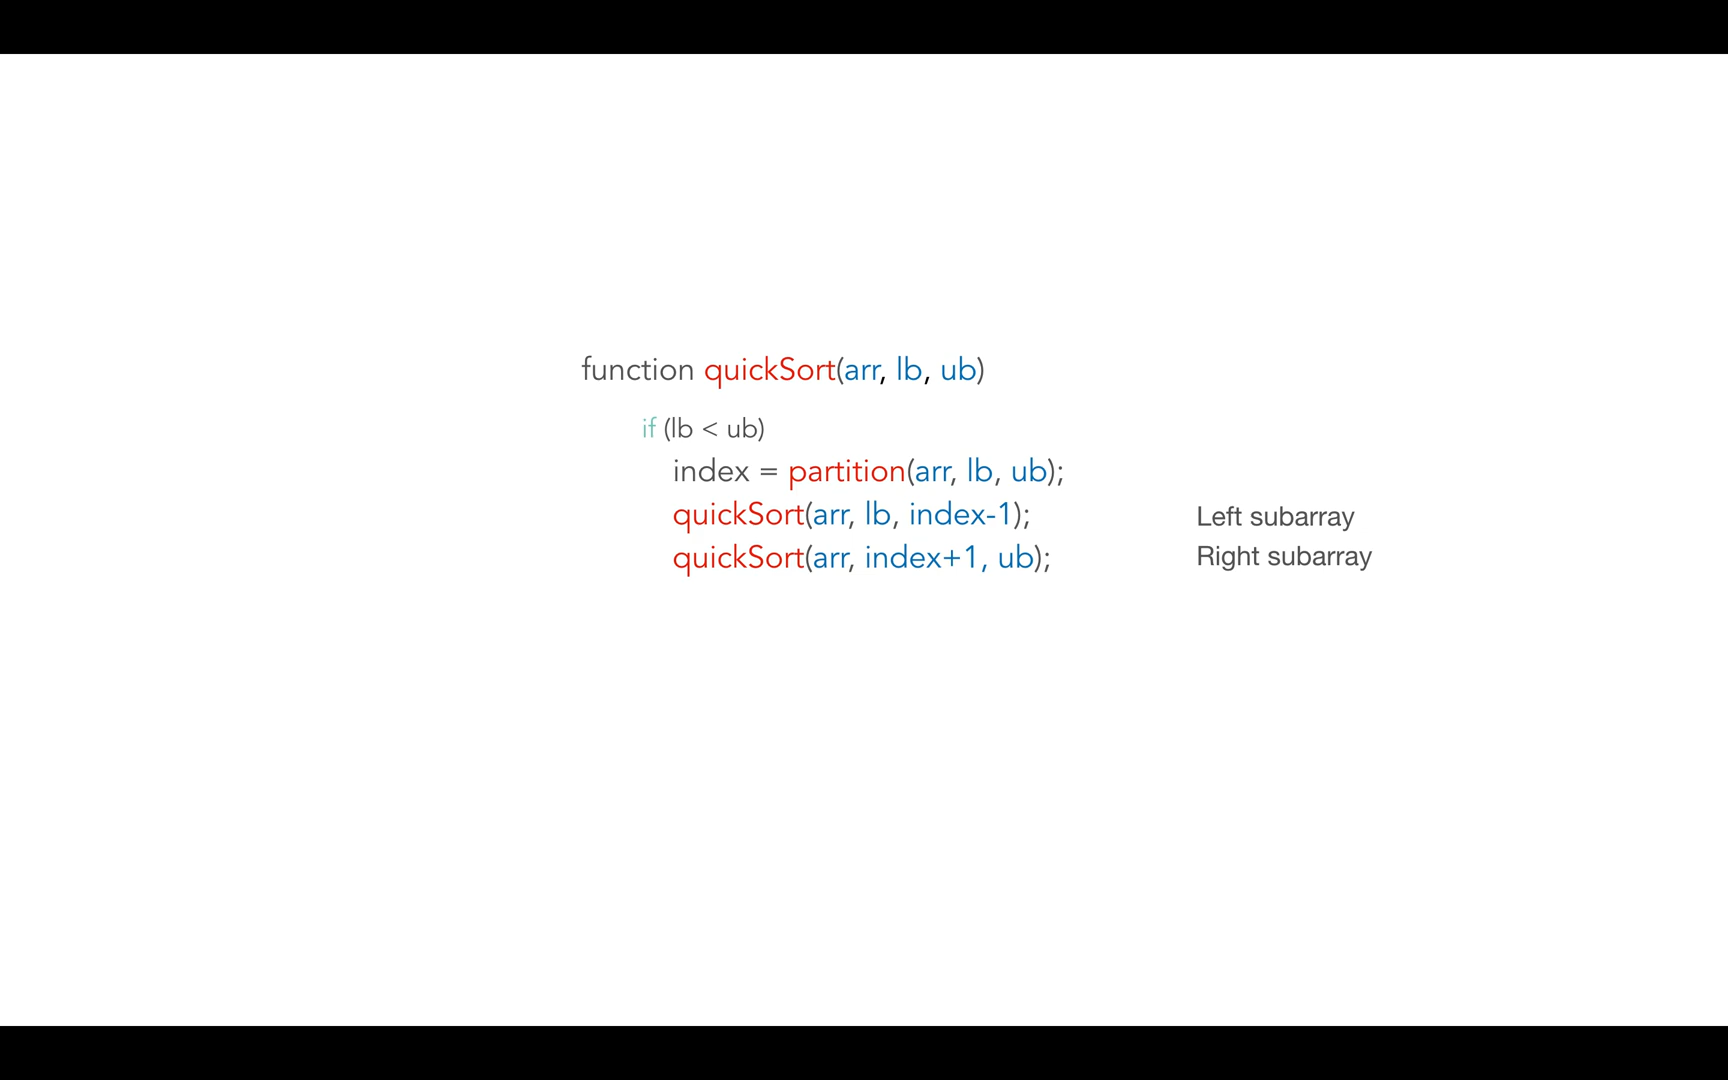 function quickSort(arr, lb, ub)
if (lb < ub)
index = partition(arr, lb, ub);
quickSort(arr, lb, index-1);
Left subarray
quickSort(arr, index+1, ub);
Right subarray